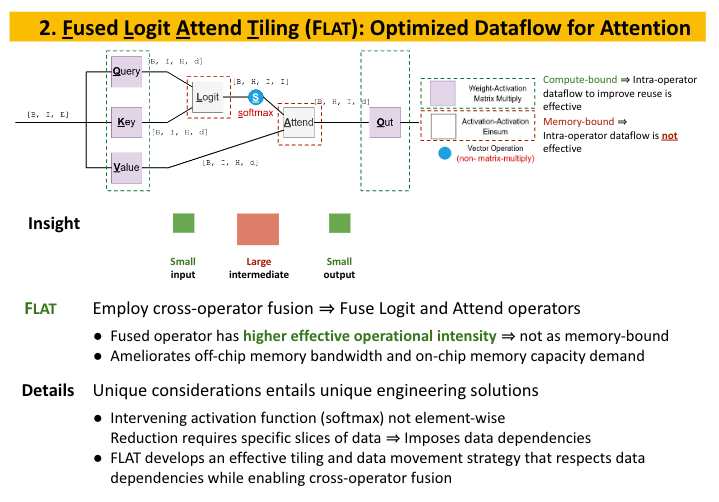 2. Fused Logit Attend Tiling (FLAT): Optimized Dataflow for Attention
[B, I, E]
Query
B, I, H, d]
Key
[B, I, H, d]
Value
[B, I, H, d]
Logit
[B, H, I, I]
S
softmax
Attend
[B, H, I, d]
Out
Weight-Activation
Matrix Multiply
Activation-Activation
Einsum
Vector Operation
(non- matrix-multiply)
Compute-bound ⇒ Intra-operator
dataflow to improve reuse is
effective
Memory-bound ⇒
Intra-operator dataflow is not
effective
Insight
Small
input
Large
intermediate
Small
output
FLAT Employ cross-operator fusion ⇒ Fuse Logit and Attend operators
● Fused operator has higher effective operational intensity ⇒ not as memory-bound
● Ameliorates off-chip memory bandwidth and on-chip memory capacity demand
Details Unique considerations entails unique engineering solutions
● Intervening activation function (softmax) not element-wise
Reduction requires specific slices of data ⇒ Imposes data dependencies
● FLAT develops an effective tiling and data movement strategy that respects data
dependencies while enabling cross-operator fusion